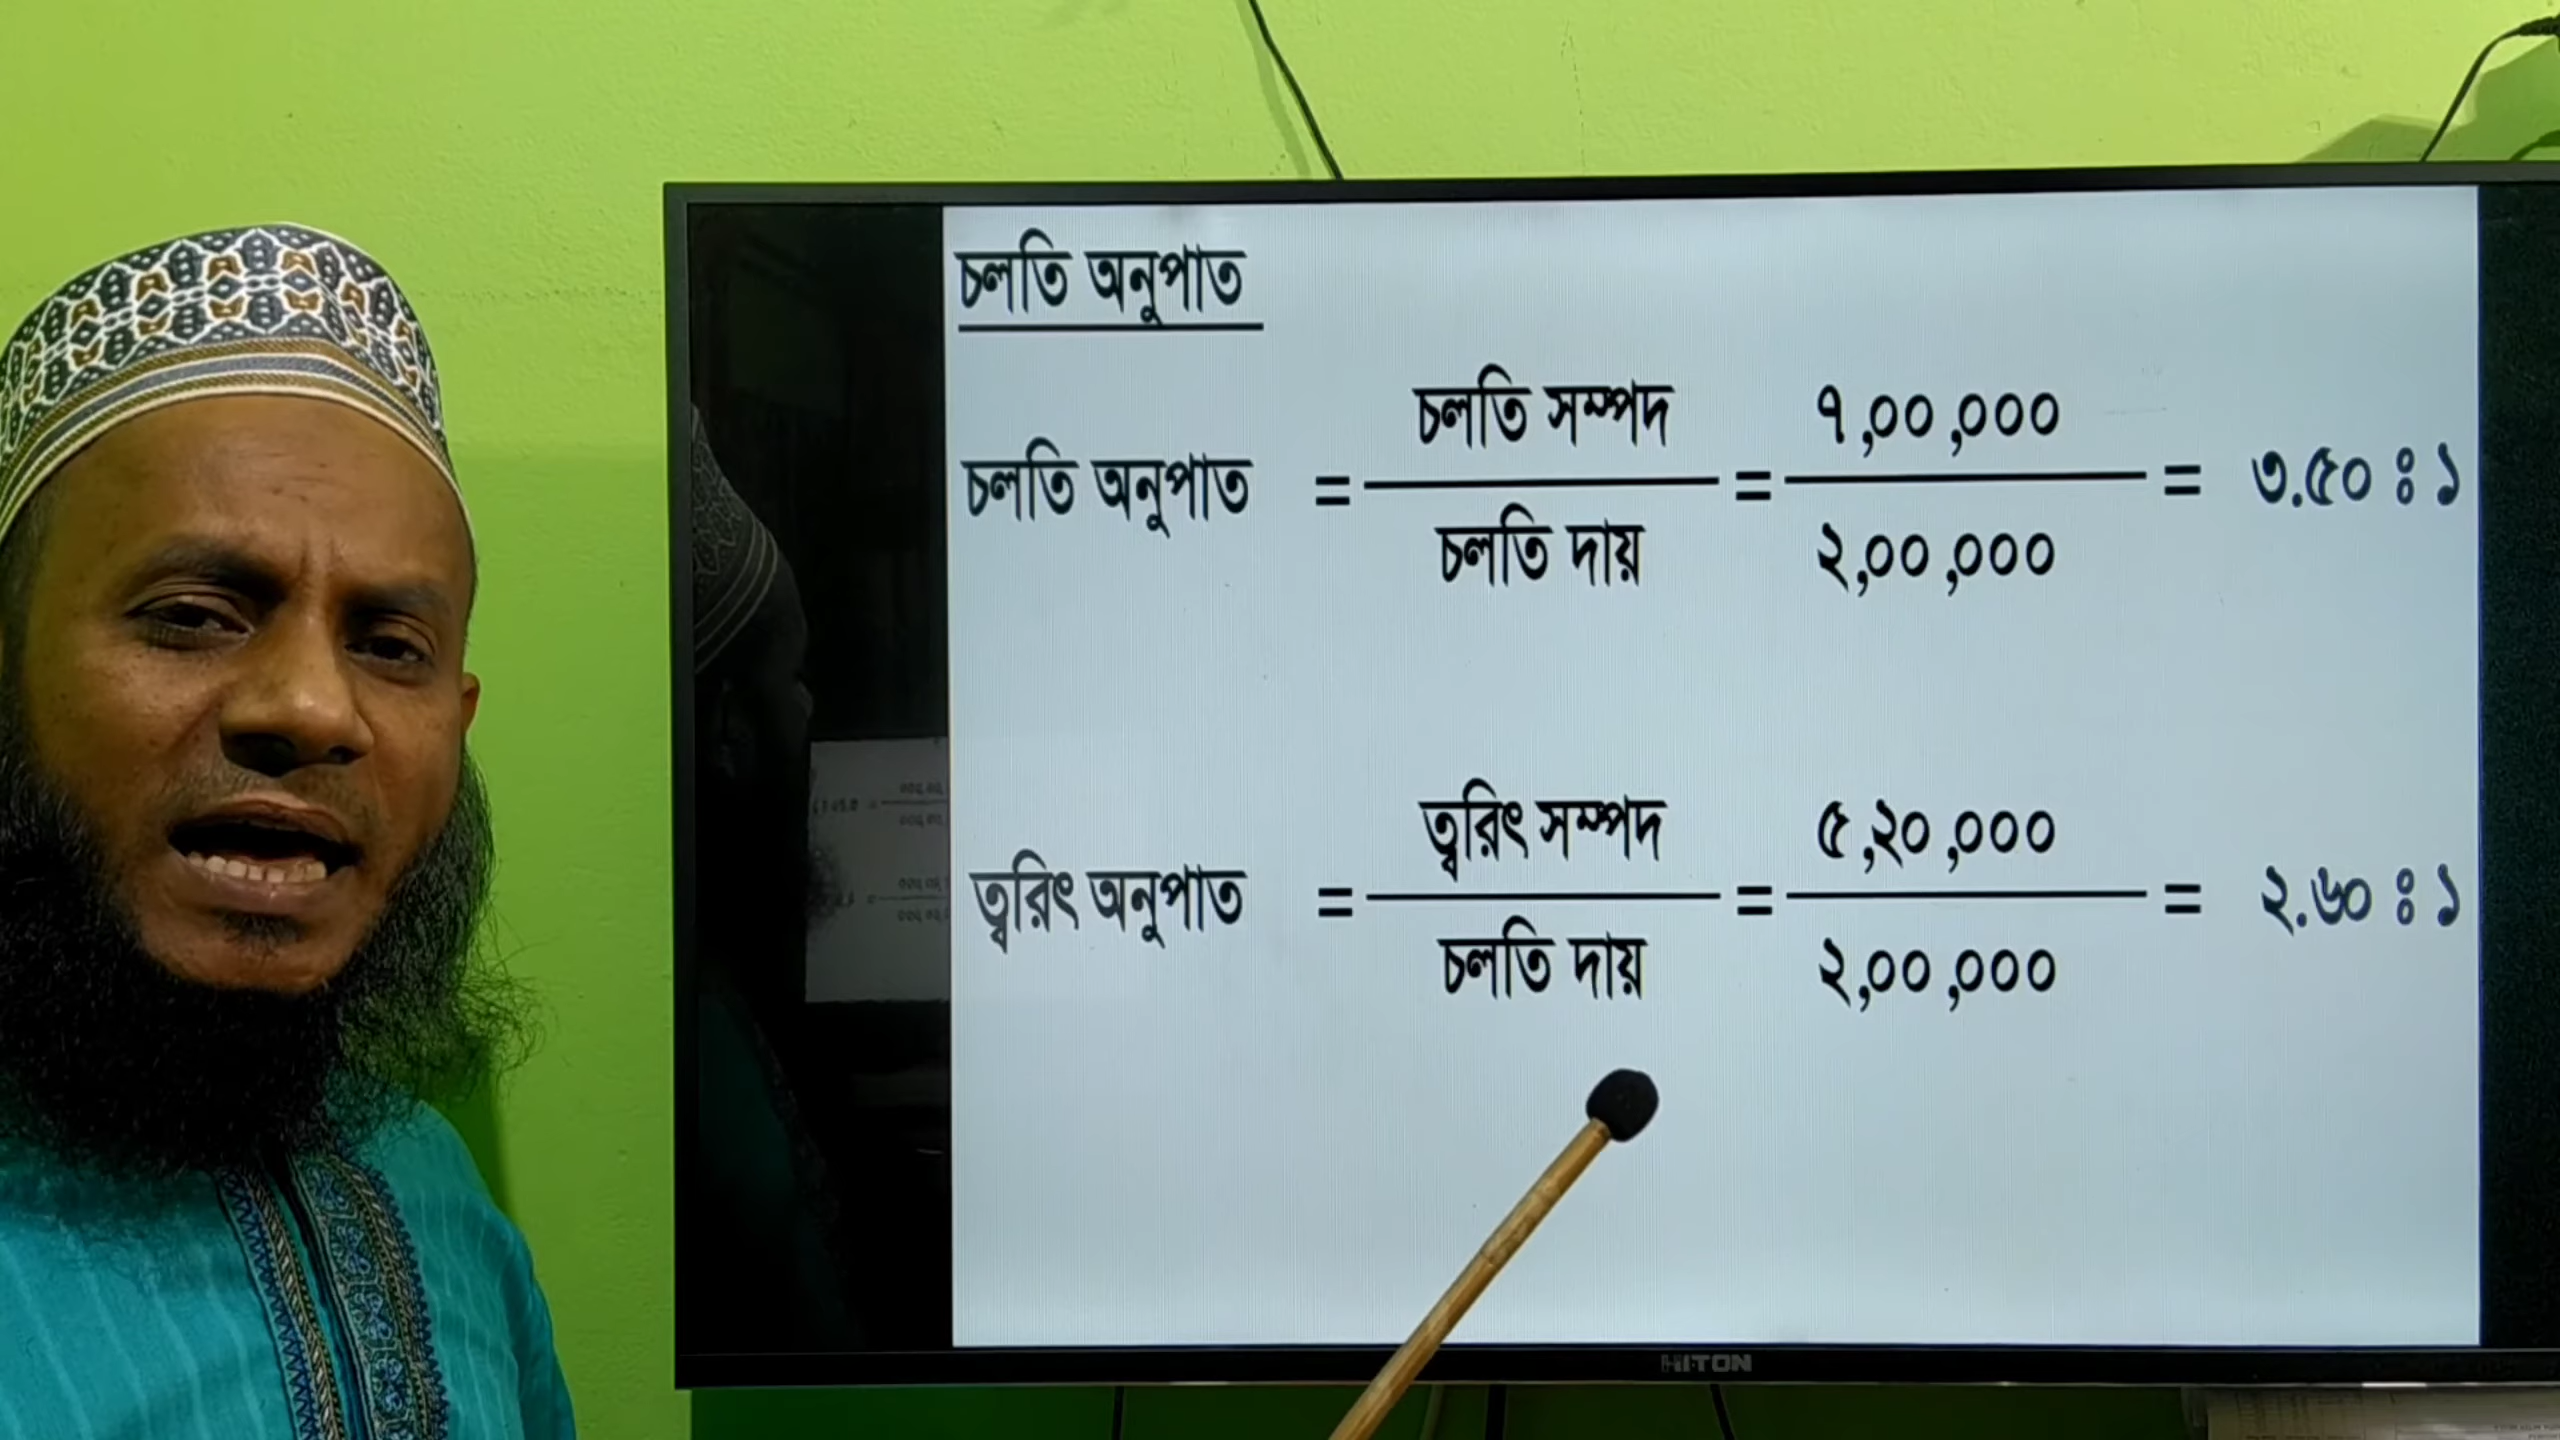 চলতি অনুপাত
চলতি অনুপাত = চলতি সম্পদ / চলতি দায় = ৭,০০,০০০ / ২,০০,০০০ = ৩.৫০ ঃ ১
ত্বরিৎ অনুপাত = ত্বরিৎ সম্পদ / চলতি দায় = ৫,২০,০০০ / ২,০০,০০০ = ২.৬০ ঃ ১
HITON